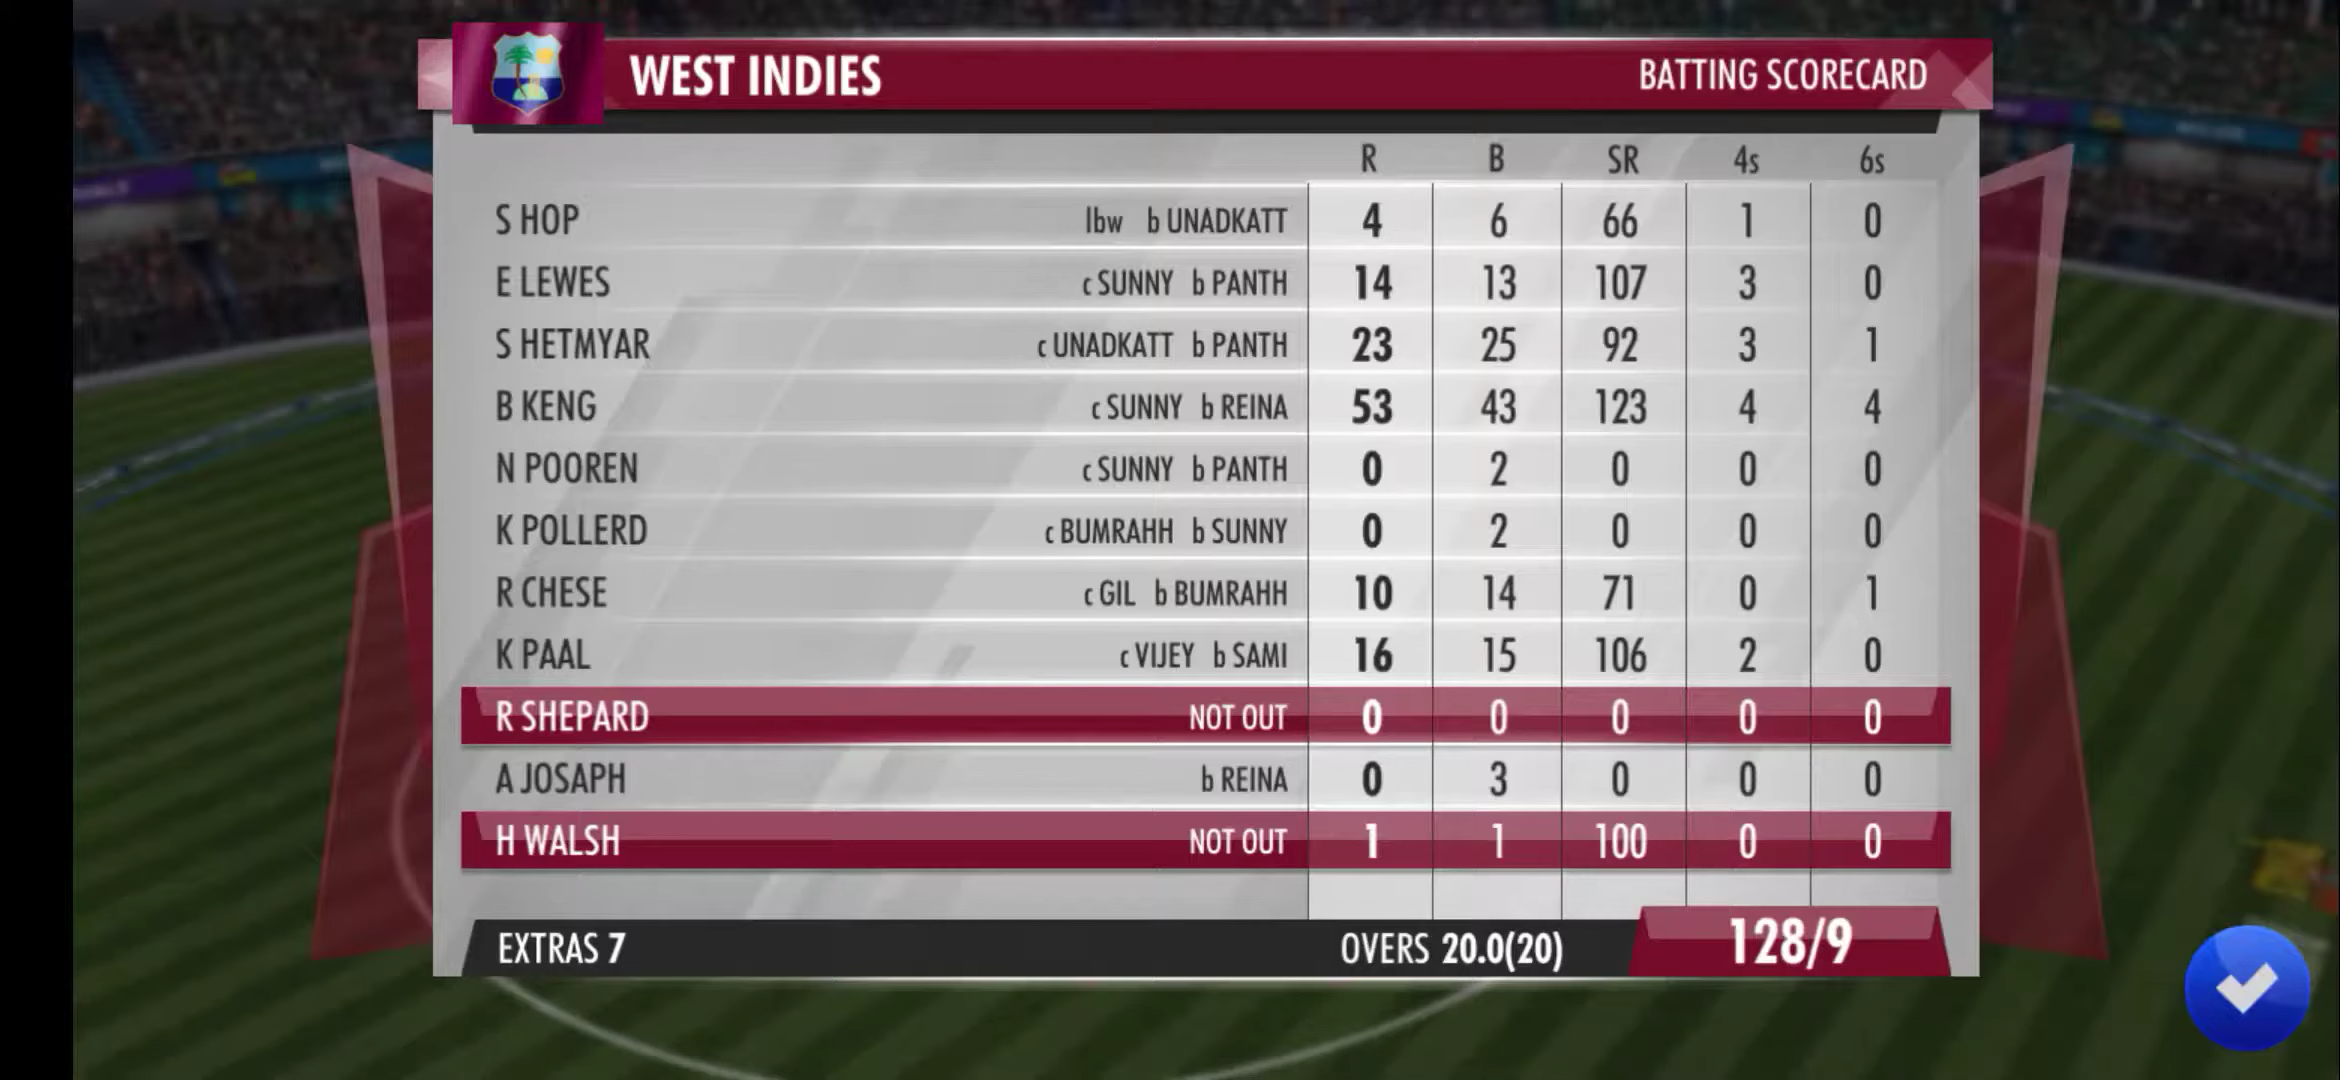 WEST INDIES BATTING SCORECARD
R B SR 4s 6s
S HOP lbw b UNADKATT 4 6 66 1 0
E LEWES c SUNNY b PANTH 14 13 107 3 0
S HETMYAR c UNADKATT b PANTH 23 25 92 3 1
B KENG c SUNNY b REINA 53 43 123 4 4
N POOREN c SUNNY b PANTH 0 2 0 0 0
K POLLERD c BUMRAHH b SUNNY 0 2 0 0 0
R CHESE c GIL b BUMRAHH 10 14 71 0 1
K PAAL c VIJEY b SAMI 16 15 106 2 0
R SHEPARD NOT OUT 0 0 0 0 0
A JOSAPH b REINA 0 3 0 0 0
H WALSH NOT OUT 1 1 100 0 0
EXTRAS 7 OVERS 20.0(20) 128/9